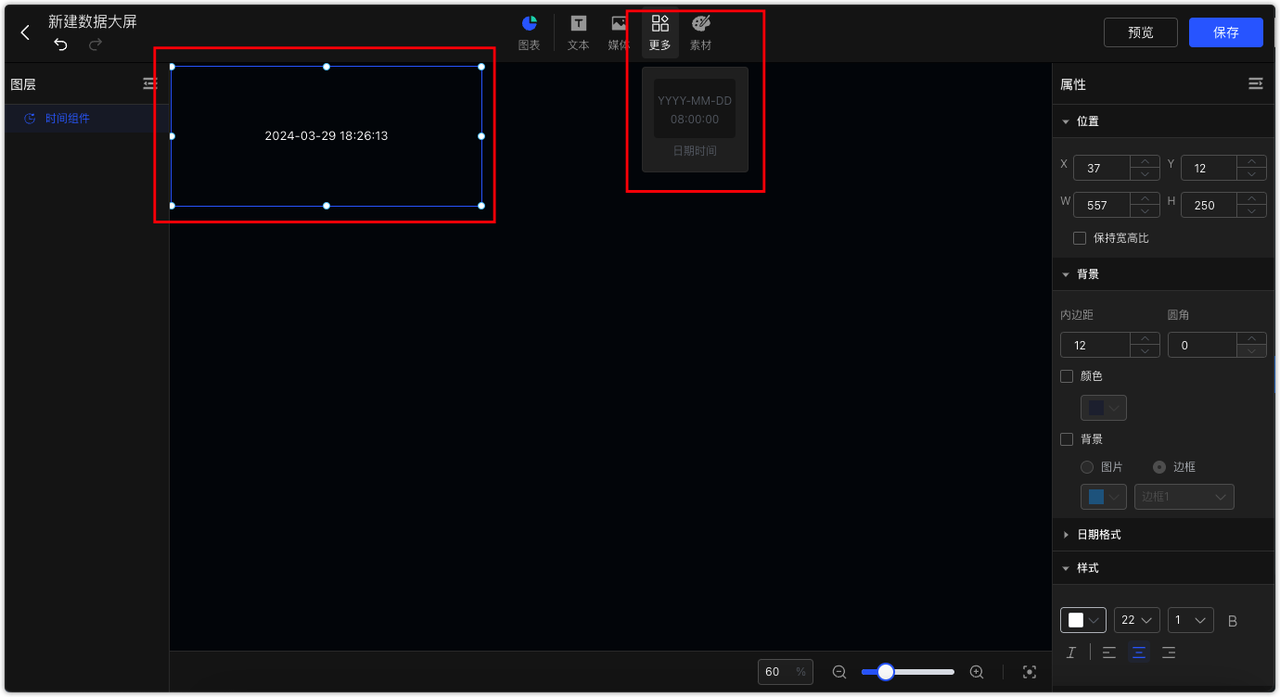 新建数据大屏
图表
文本
媒体
更多
素材
预览
保存
图层
时间组件
2024-03-29 18:26:13
YYYY-MM-DD
08:00:00
日期时间
属性
位置
X 37 Y 12
W 557 H 250
保持宽高比
背景
内边距 圆角
12 0
颜色
背景
图片 边框
边框1
日期格式
样式
22 1 B
I
60 %